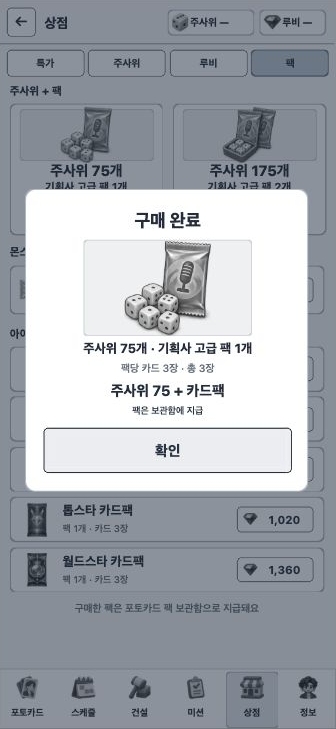 상점
주사위 —
루비 —
특가
주사위
루비
팩
주사위 + 팩
주사위 75개
주사위 175개
기획사 고급 팩 1개
기획사 고급 팩 2개
구매 완료
주사위 75개 · 기획사 고급 팩 1개
팩당 카드 3장 · 총 3장
주사위 75 + 카드팩
팩은 보관함에 지급
확인
톱스타 카드팩
팩 1개 · 카드 3장
1,020
월드스타 카드팩
팩 1개 · 카드 3장
1,360
구매한 팩은 포토카드 팩 보관함으로 지급돼요
포토카드
스케줄
건설
미션
상점
정보